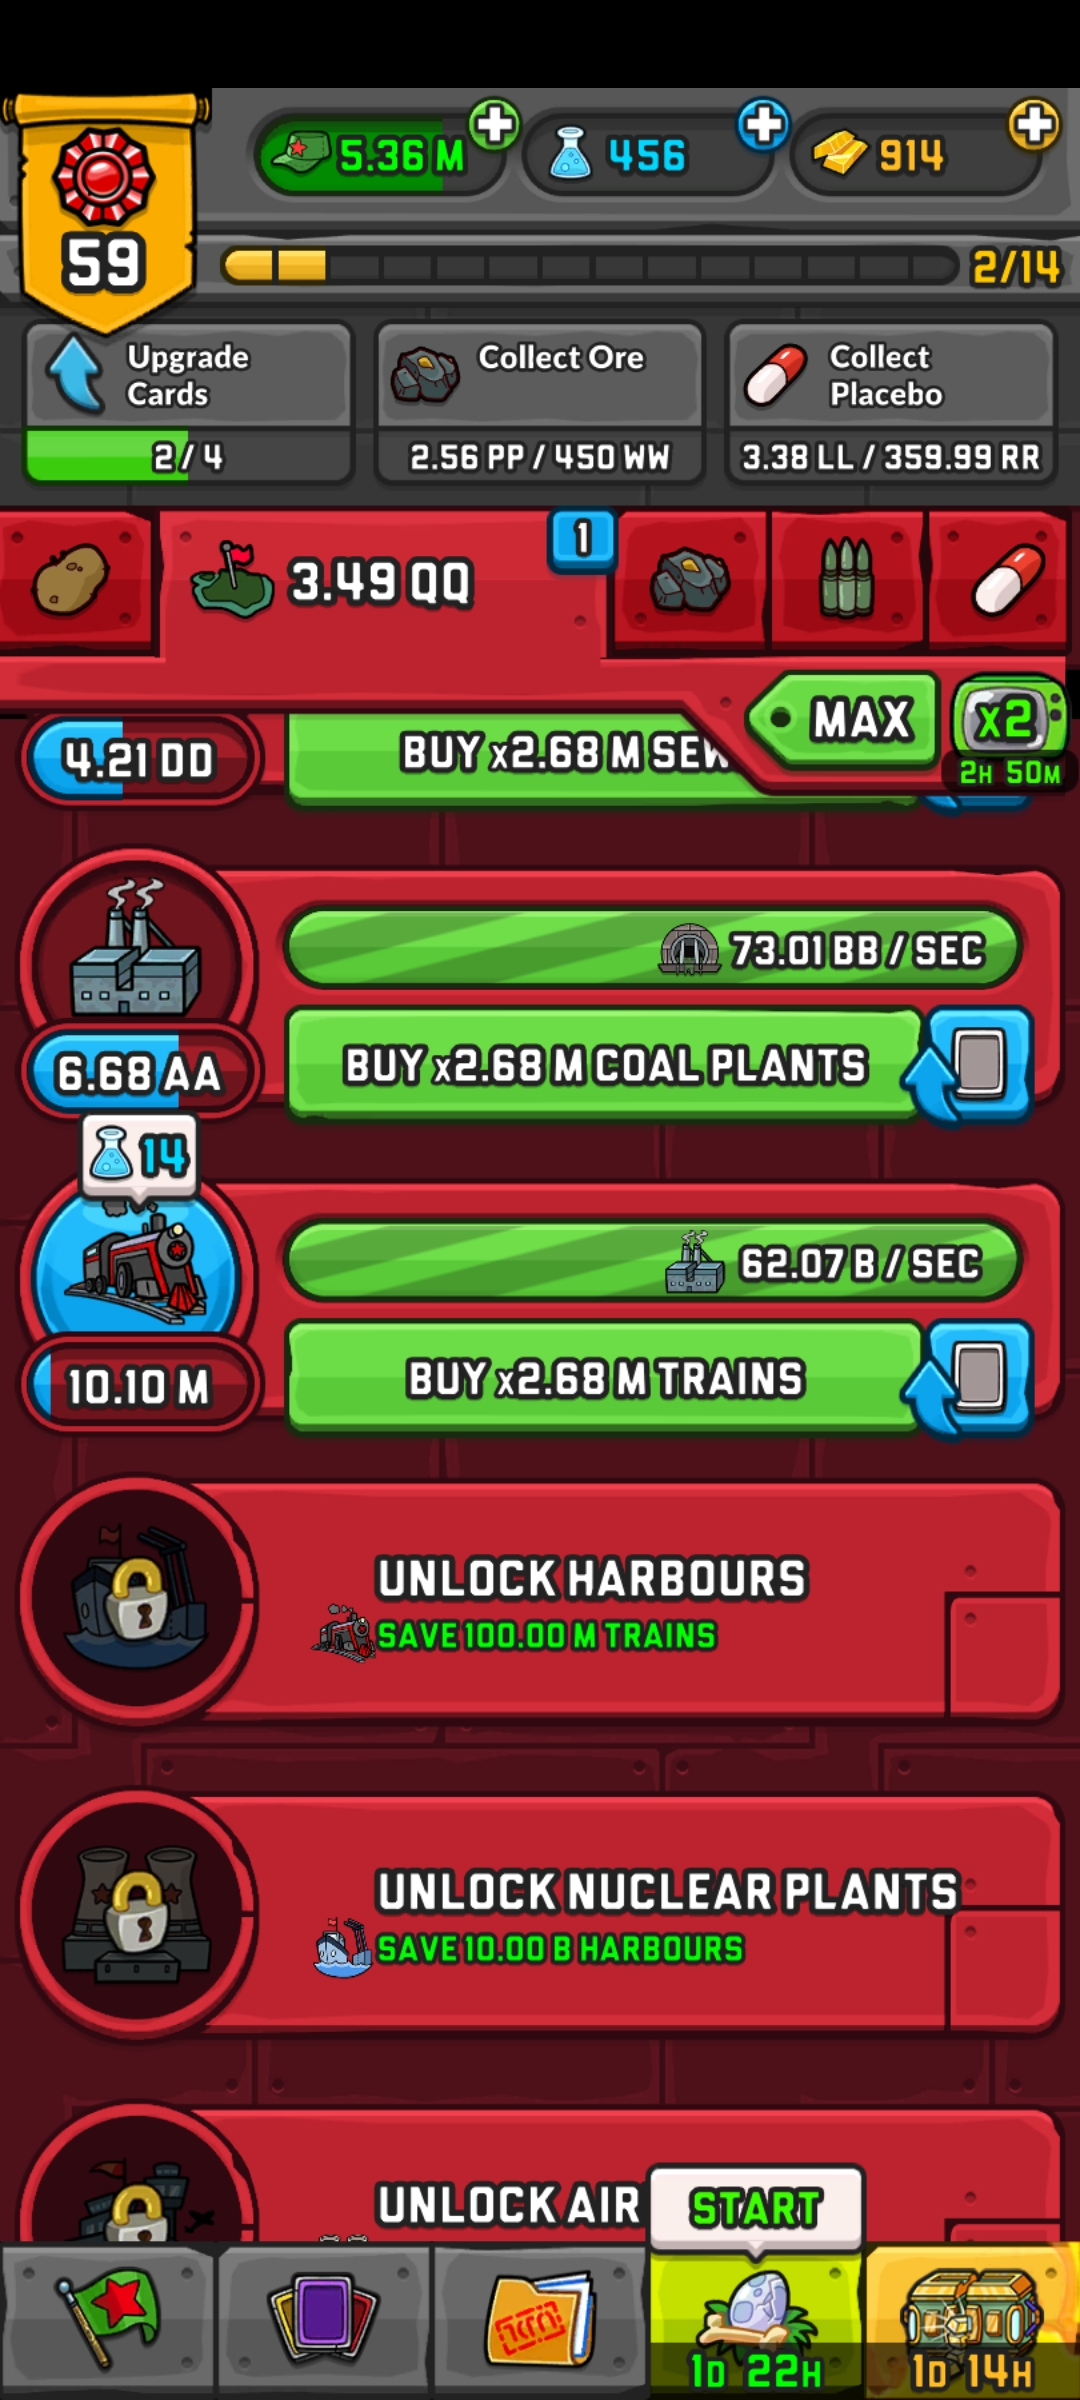 5.36 M
456
914
59
2/14
Upgrade
Cards
2/4
Collect Ore
2.56 PP / 450 WW
Collect
Placebo
3.38 LL / 359.99 RR
3.49 QQ
1
MAX
x2
2H 50M
4.21 DD
BUY x2.68 M SEW
73.01 BB / SEC
6.68 AA
BUY x2.68 M COAL PLANTS
14
62.07 B / SEC
10.10 M
BUY x2.68 M TRAINS
UNLOCK HARBOURS
SAVE 100.00 M TRAINS
UNLOCK NUCLEAR PLANTS
SAVE 10.00 B HARBOURS
UNLOCK AIR
START
1D 22H
1D 14H